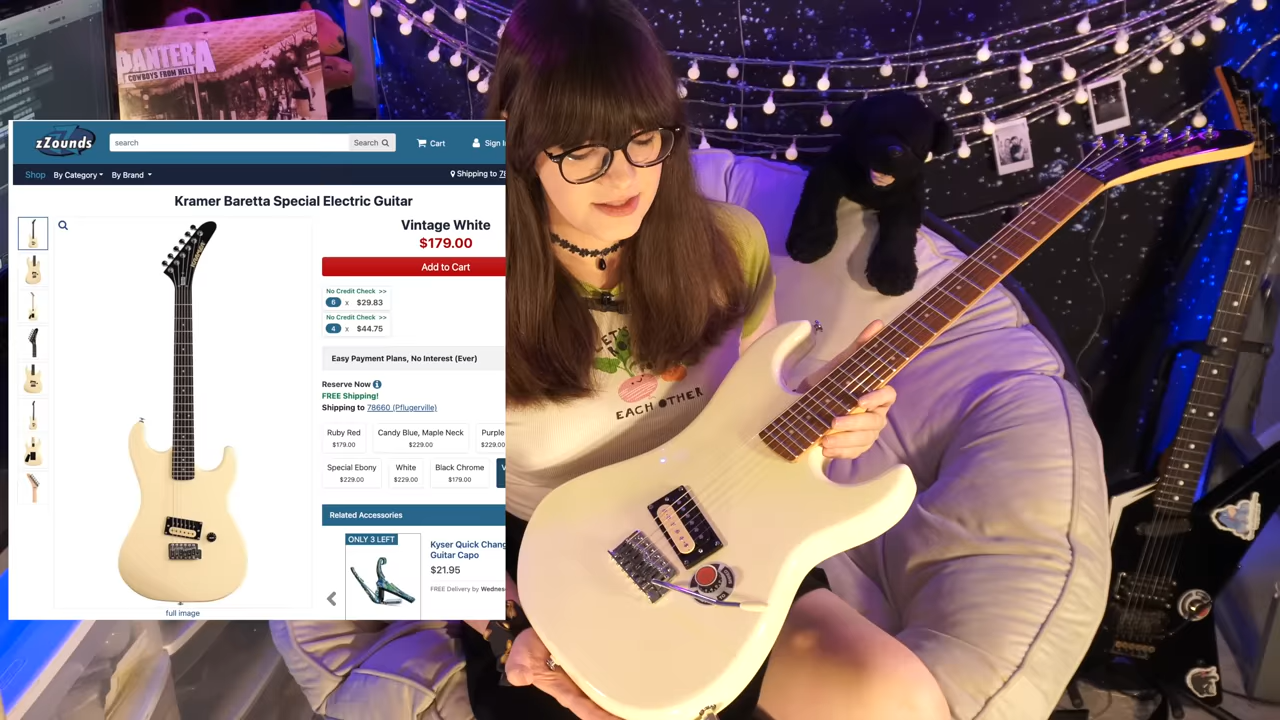 PANTERA
COWBOYS FROM HELL
zZounds
search
Search
Cart
Sign I
Shop
By Category
By Brand
Shipping to 7
Kramer Baretta Special Electric Guitar
Vintage White
$179.00
Add to Cart
No Credit Check >>
6 x $29.83
No Credit Check >>
4 x $44.75
Easy Payment Plans, No Interest (Ever)
Reserve Now
FREE Shipping!
Shipping to 78660 (Pflugerville)
Ruby Red
$179.00
Candy Blue, Maple Neck
$229.00
Purple
$229.00
Special Ebony
$229.00
White
$229.00
Black Chrome
$179.00
V
Related Accessories
ONLY 3 LEFT
Kyser Quick Chang
Guitar Capo
$21.95
FREE Delivery by Wednes
full image
EACH OTHER